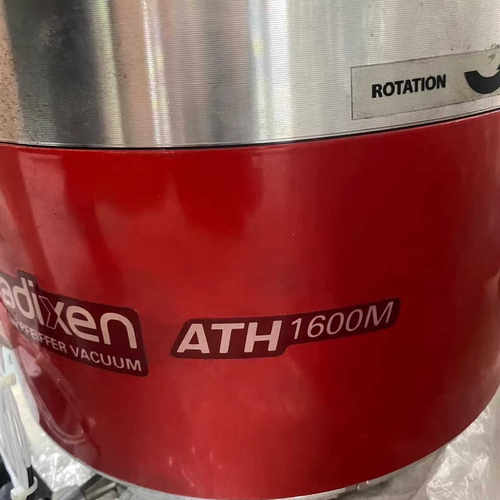 ROTATION
adixen
PFEIFFER VACUUM
ATH 1600M